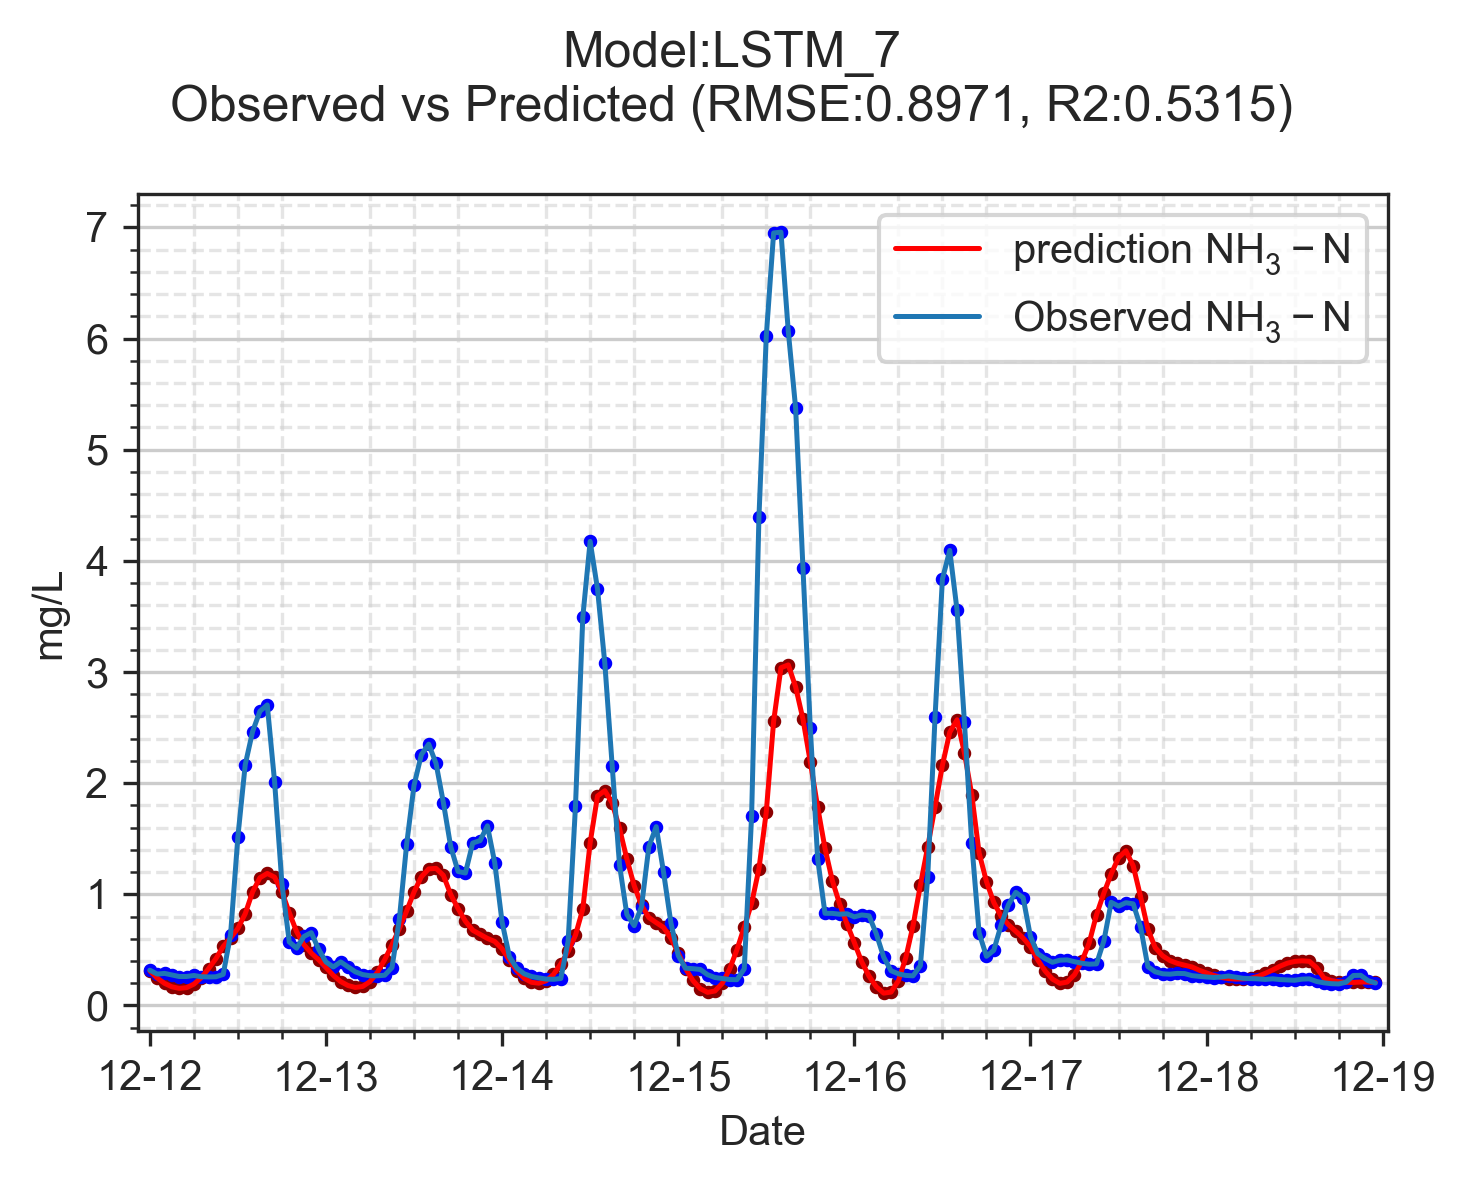 Model:LSTM_7
Observed vs Predicted (RMSE:0.8971, R2:0.5315)
prediction NH₃ − N
Observed NH₃ − N
7
6
5
4
3
2
1
0
mg/L
12-12 12-13 12-14 12-15 12-16 12-17 12-18 12-19
Date